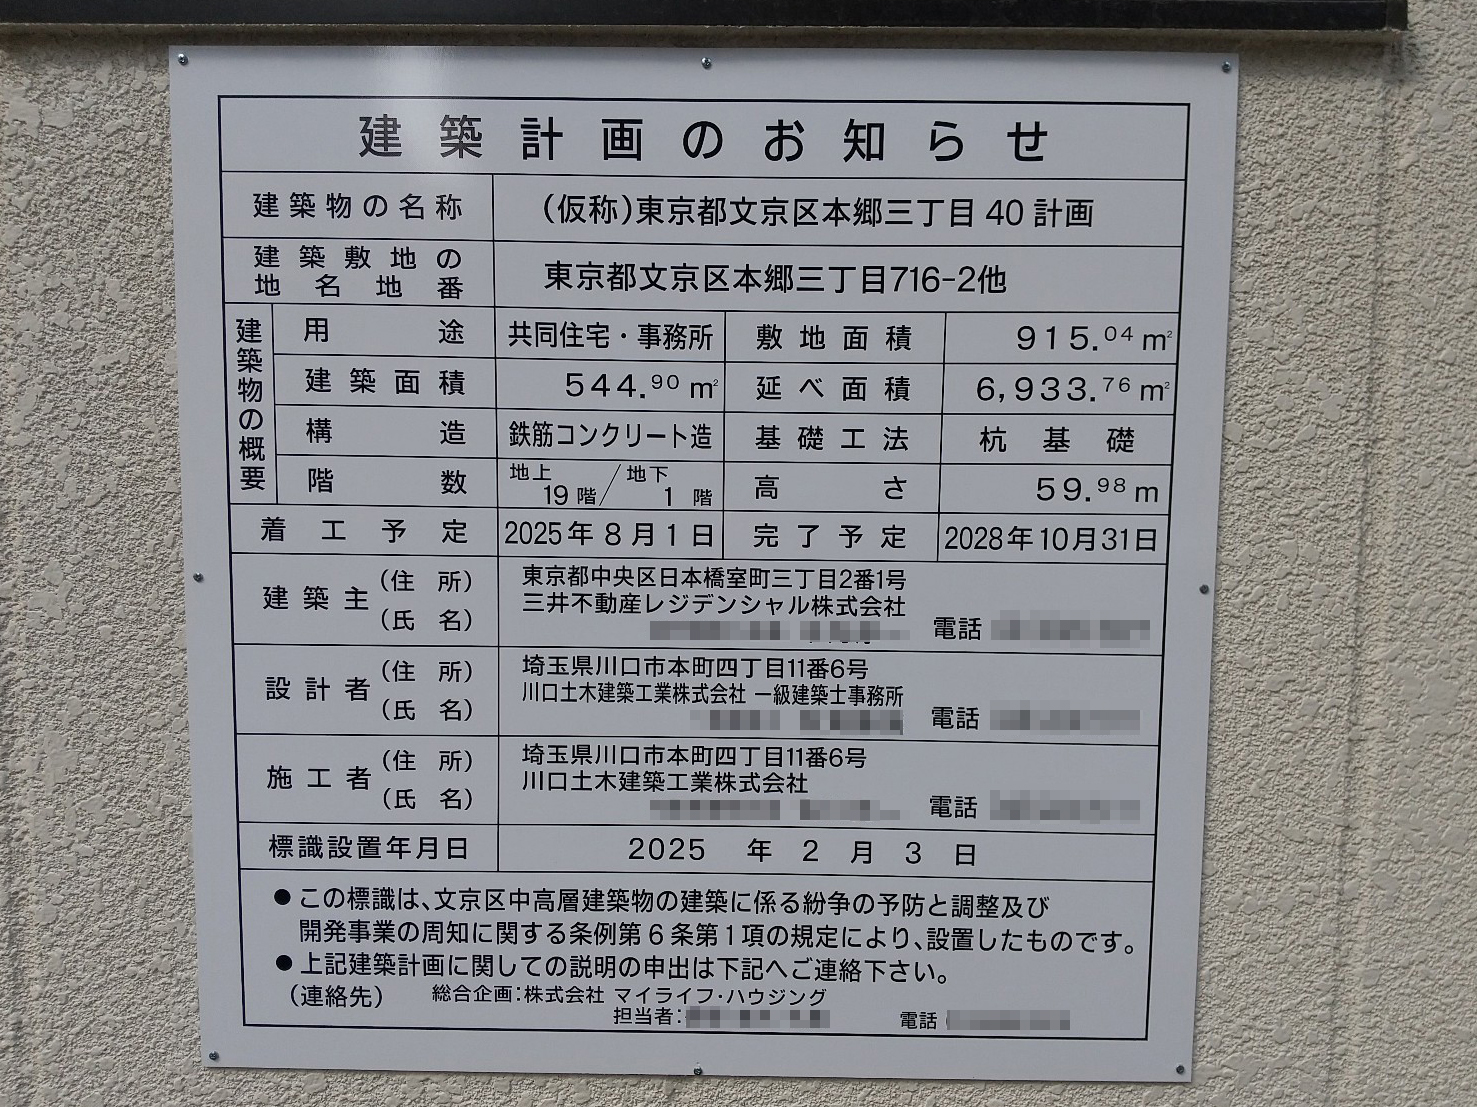 建築計画のお知らせ
建築物の名称 (仮称)東京都文京区本郷三丁目40計画
建築敷地の
地名地番 東京都文京区本郷三丁目716-2他
建築物の概要
用途 共同住宅・事務所 敷地面積 915.04㎡
建築面積 544.90㎡ 延べ面積 6,933.76㎡
構造 鉄筋コンクリート造 基礎工法 杭基礎
階数 地上19階/地下1階 高さ 59.98m
着工予定 2025年8月1日 完了予定 2028年10月31日
建築主 (住所) 東京都中央区日本橋室町三丁目2番1号
(氏名) 三井不動産レジデンシャル株式会社
電話
設計者 (住所) 埼玉県川口市本町四丁目11番6号
(氏名) 川口土木建築工業株式会社 一級建築士事務所
電話
施工者 (住所) 埼玉県川口市本町四丁目11番6号
(氏名) 川口土木建築工業株式会社
電話
標識設置年月日 2025年2月3日
●この標識は、文京区中高層建築物の建築に係る紛争の予防と調整及び
開発事業の周知に関する条例第6条第1項の規定により、設置したものです。
●上記建築計画に関しての説明の申出は下記へご連絡下さい。
(連絡先) 総合企画:株式会社 マイライフ・ハウジング
担当者: 電話